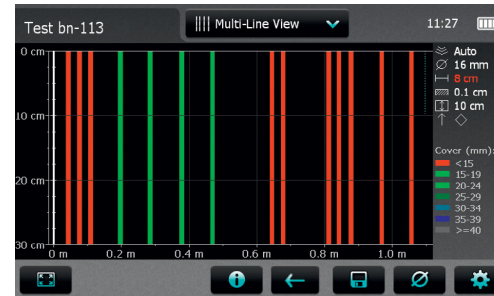 Test bn-113
Multi-Line View
11:27
0 cm
10 cm
20 cm
30 cm
0 m
0.2 m
0.4 m
0.6 m
0.8 m
1.0 m
Auto
16 mm
8 cm
0.1 cm
10 cm
Cover (mm):
<15
15-19
20-24
25-29
30-34
35-39
>=40